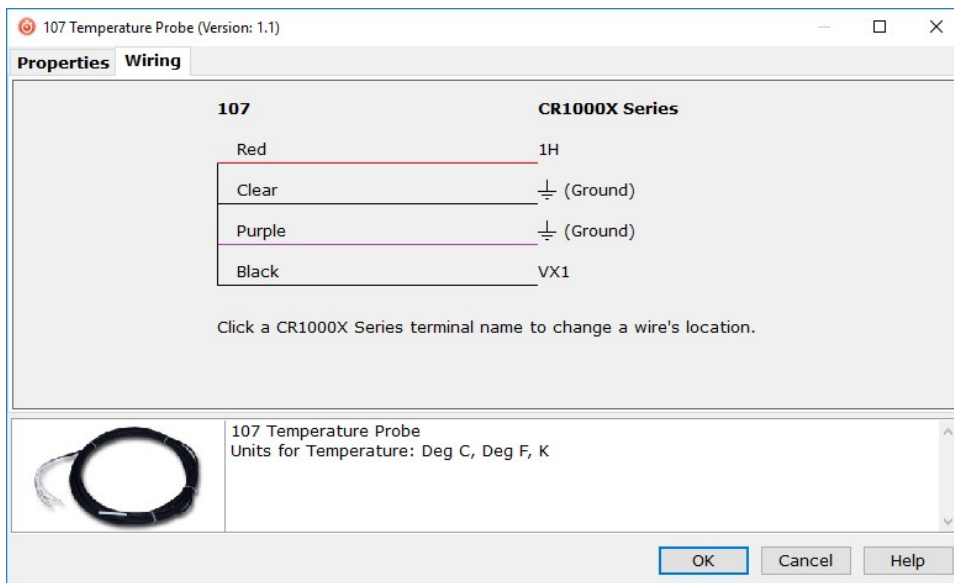 107 Temperature Probe (Version: 1.1)
Properties Wiring
107 CR1000X Series
Red 1H
Clear ⏚ (Ground)
Purple ⏚ (Ground)
Black VX1
Click a CR1000X Series terminal name to change a wire's location.
107 Temperature Probe
Units for Temperature: Deg C, Deg F, K
OK Cancel Help